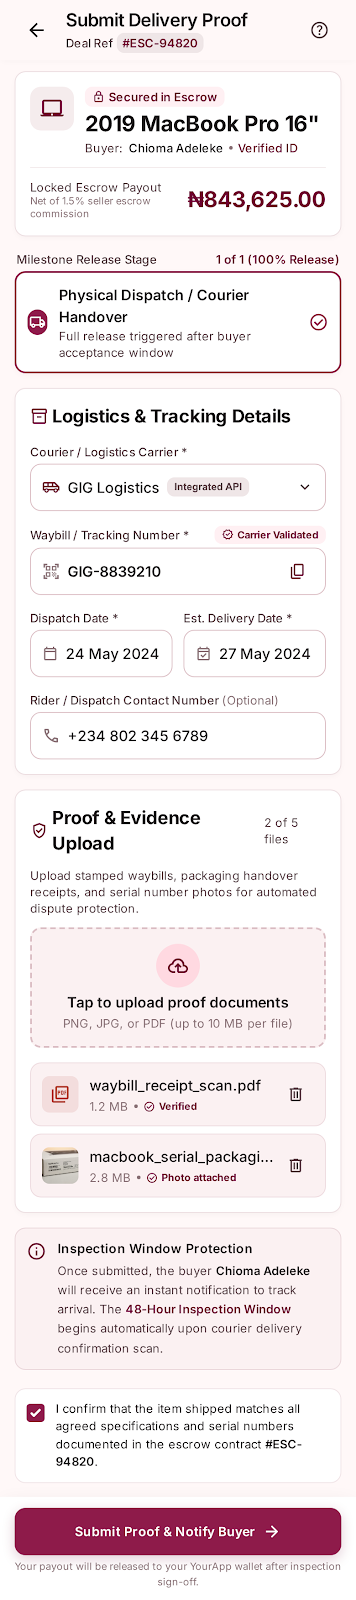 Submit Delivery Proof
Deal Ref #ESC-94820
Secured in Escrow
2019 MacBook Pro 16"
Buyer: Chioma Adeleke • Verified ID
Locked Escrow Payout
Net of 1.5% seller escrow
commission
₦843,625.00
Milestone Release Stage
1 of 1 (100% Release)
Physical Dispatch / Courier
Handover
Full release triggered after buyer
acceptance window
Logistics & Tracking Details
Courier / Logistics Carrier *
GIG Logistics Integrated API
Waybill / Tracking Number *
Carrier Validated
GIG-8839210
Dispatch Date *
Est. Delivery Date *
24 May 2024
27 May 2024
Rider / Dispatch Contact Number (Optional)
+234 802 345 6789
Proof & Evidence
Upload
2 of 5
files
Upload stamped waybills, packaging handover
receipts, and serial number photos for automated
dispute protection.
Tap to upload proof documents
PNG, JPG, or PDF (up to 10 MB per file)
PDF
waybill_receipt_scan.pdf
1.2 MB • Verified
macbook_serial_packagi...
2.8 MB • Photo attached
Inspection Window Protection
Once submitted, the buyer Chioma Adeleke
will receive an instant notification to track
arrival. The 48-Hour Inspection Window
begins automatically upon courier delivery
confirmation scan.
I confirm that the item shipped matches all
agreed specifications and serial numbers
documented in the escrow contract #ESC-
94820.
Submit Proof & Notify Buyer
Your payout will be released to your YourApp wallet after inspection
sign-off.